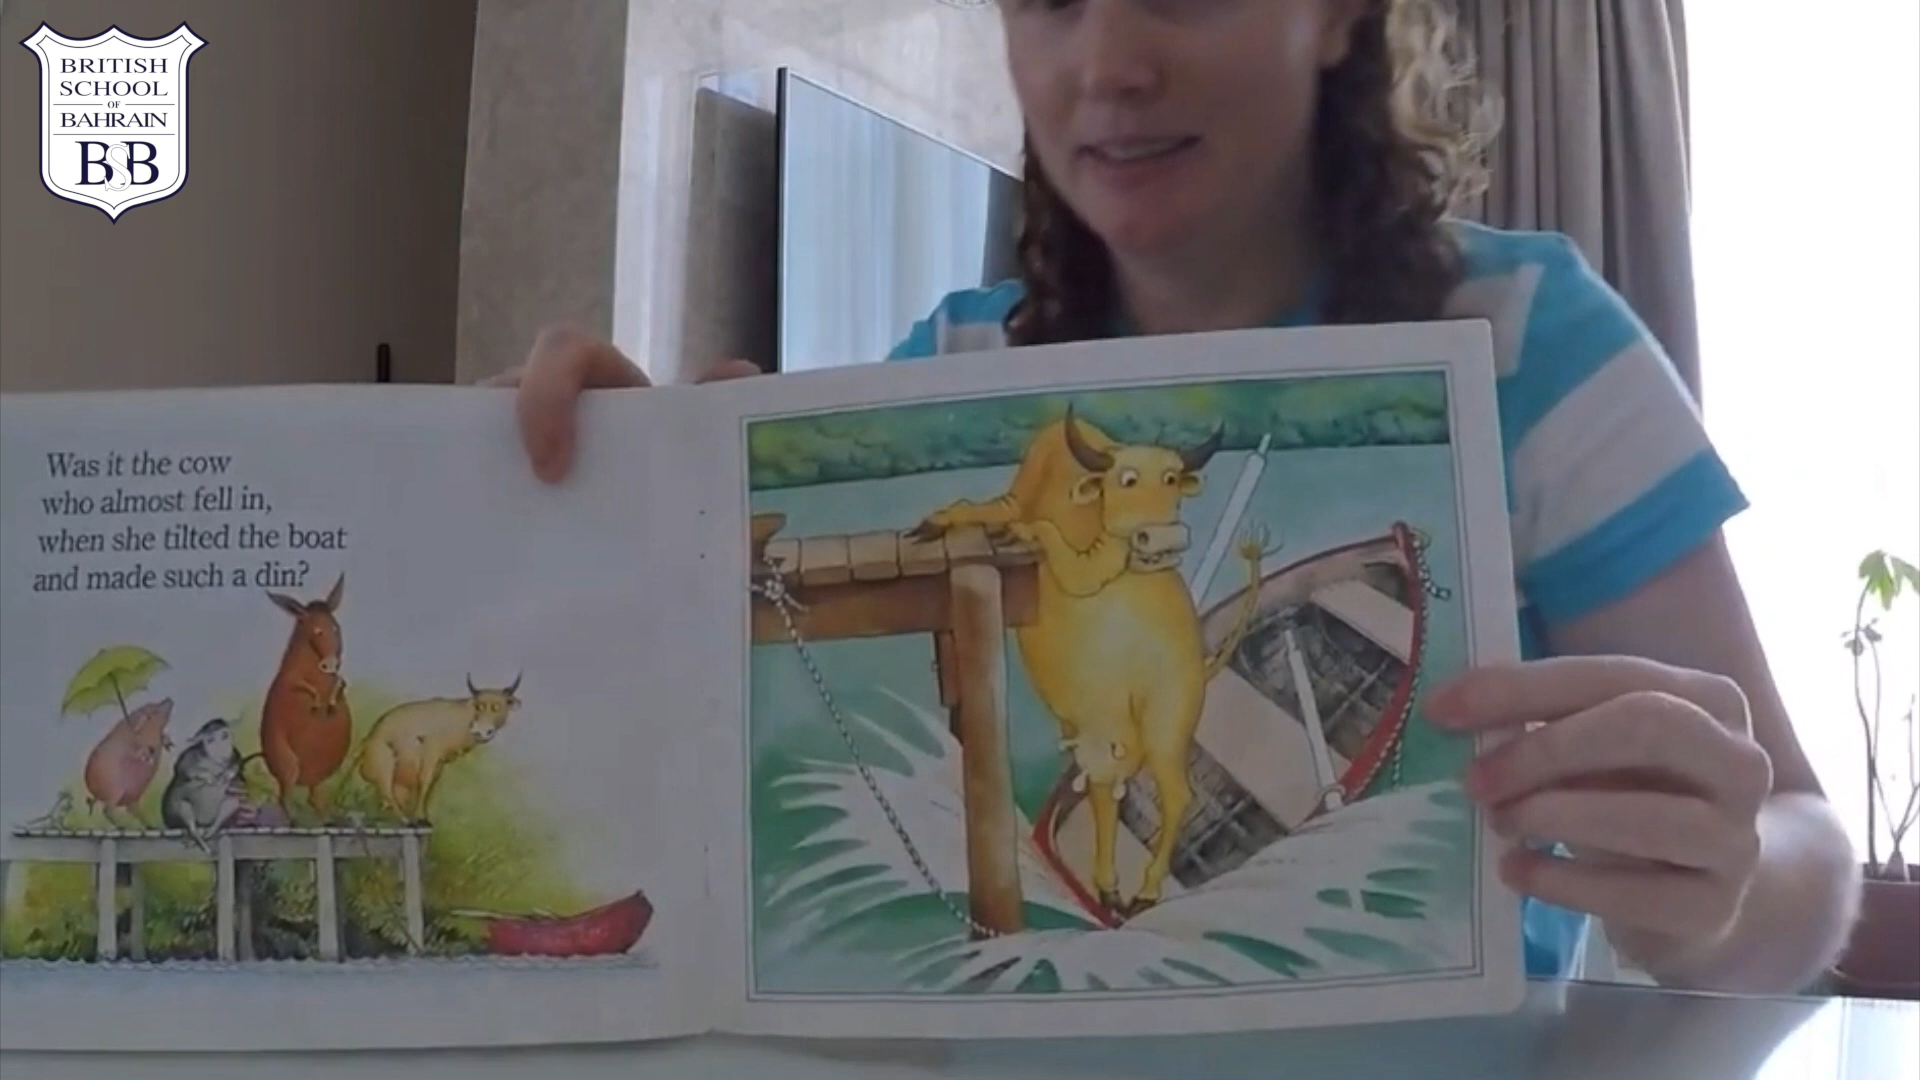 BRITISH
SCHOOL
OF
BAHRAIN
BSB
Was it the cow
who almost fell in,
when she tilted the boat
and made such a din?